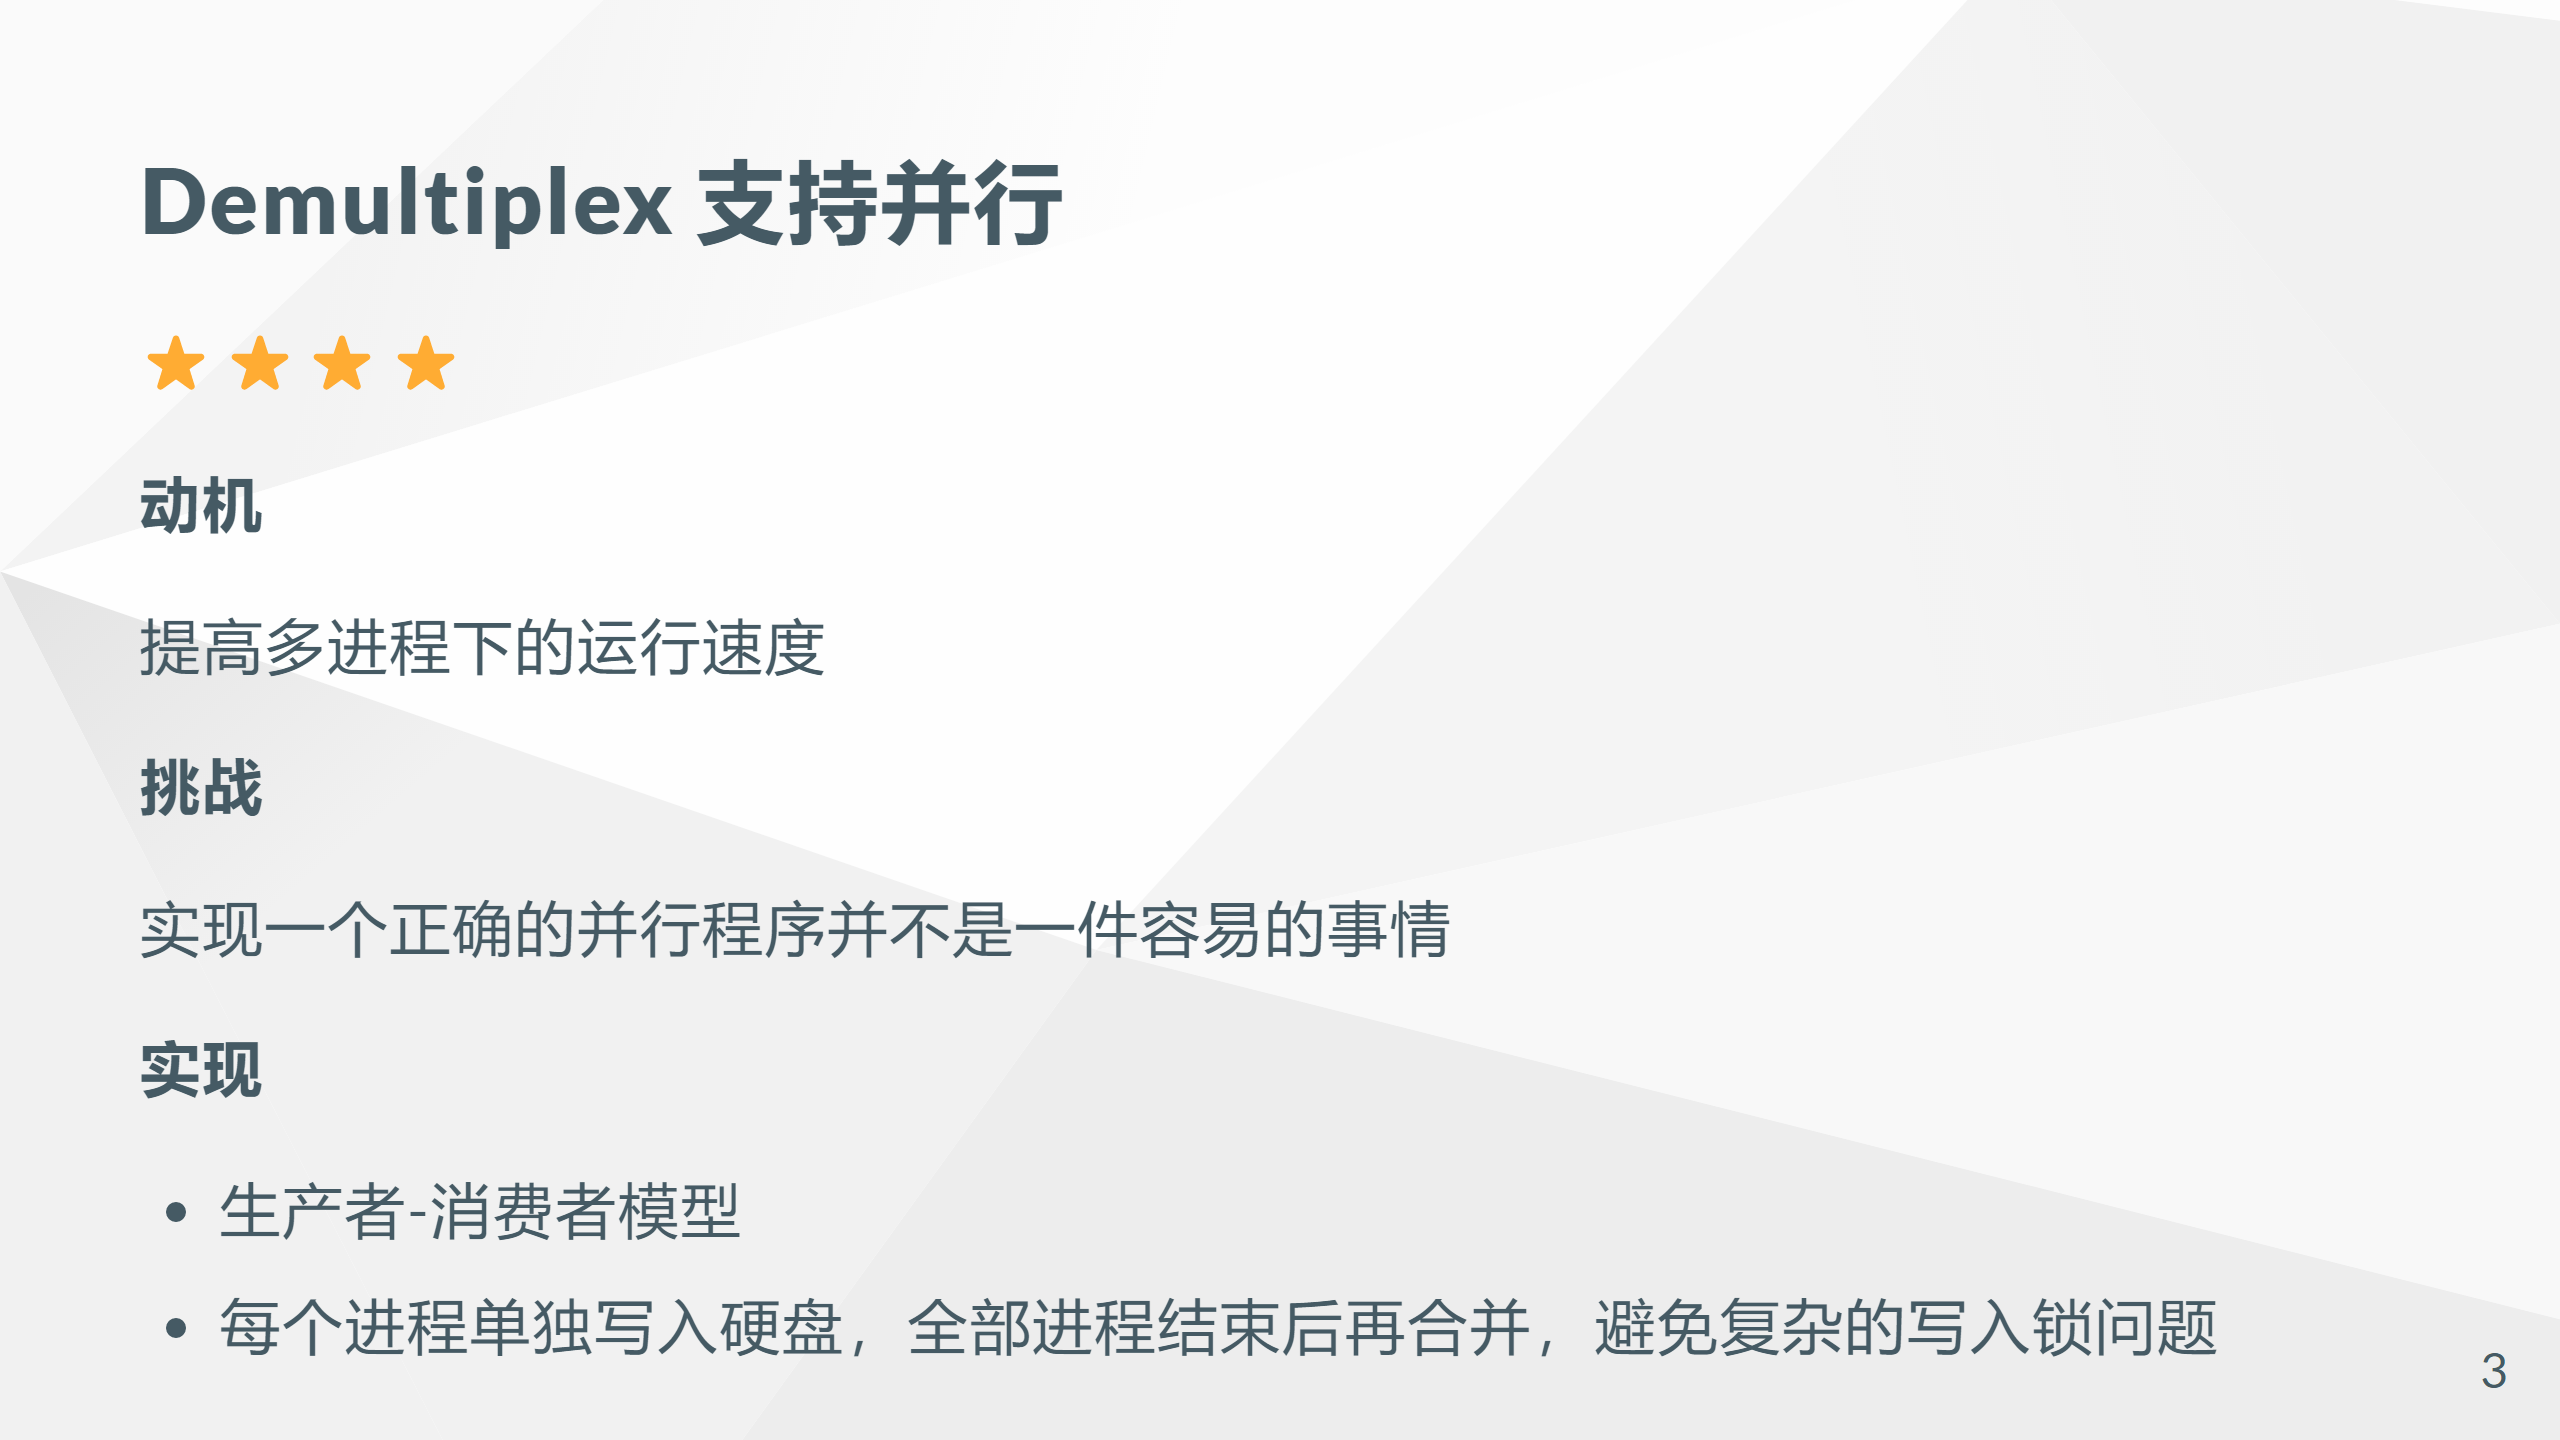 Demultiplex 支持并行
⭐⭐⭐⭐
动机
提高多进程下的运行速度
挑战
实现一个正确的并行程序并不是一件容易的事情
实现
• 生产者-消费者模型
• 每个进程单独写入硬盘，全部进程结束后再合并，避免复杂的写入锁问题
3